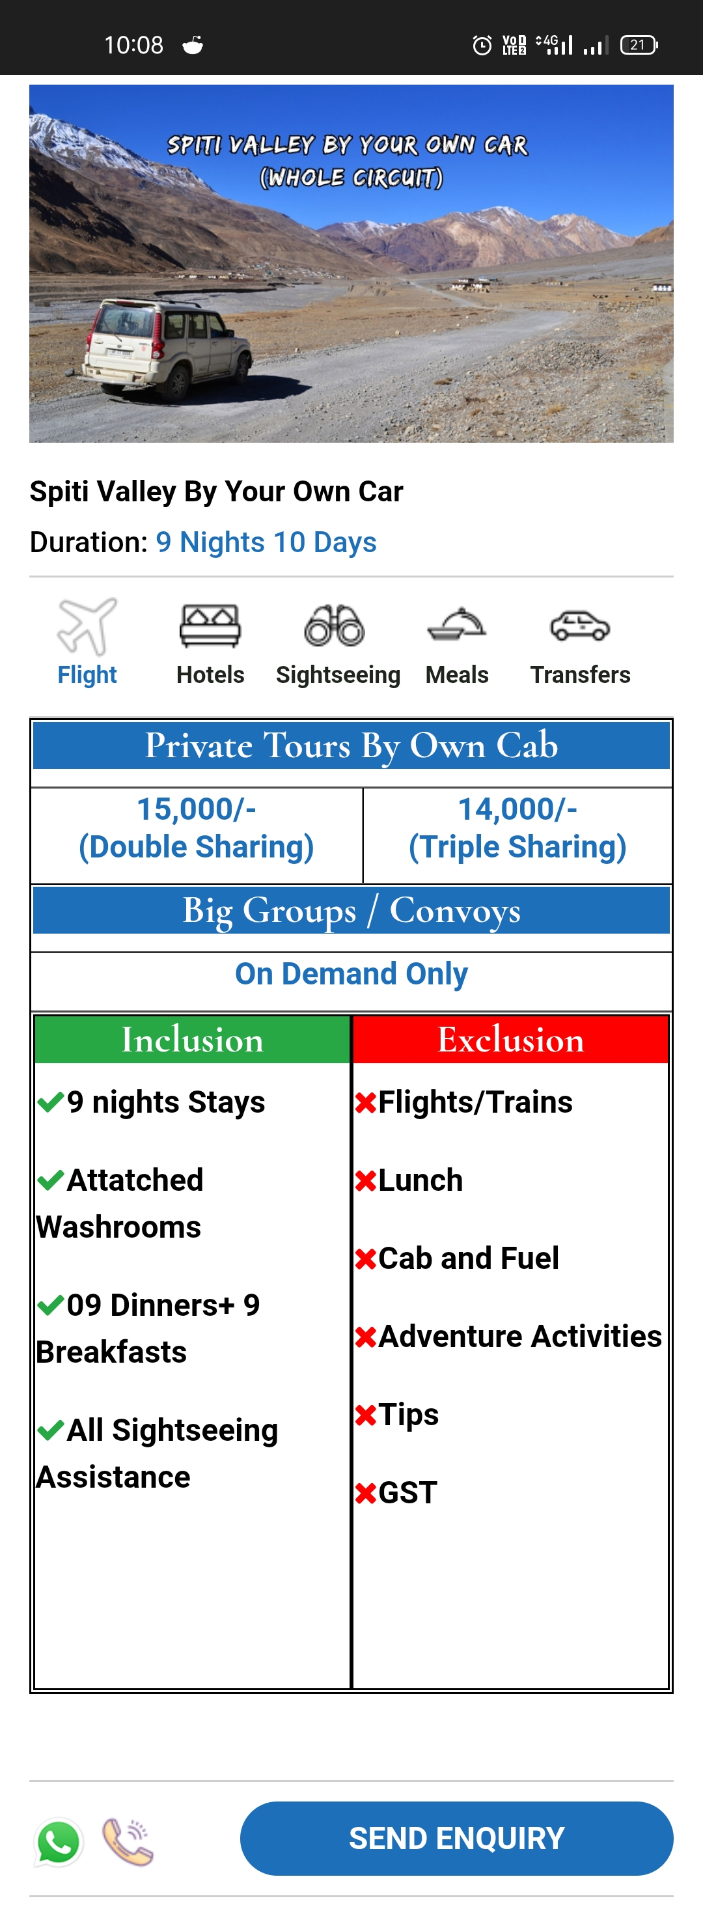 10:08
VoD
LTE2
4G
21
SPITI VALLEY BY YOUR OWN CAR
(WHOLE CIRCUIT)
Spiti Valley By Your Own Car
Duration: 9 Nights 10 Days
Flight Hotels Sightseeing Meals Transfers
Private Tours By Own Cab
15,000/- 14,000/-
(Double Sharing) (Triple Sharing)
Big Groups / Convoys
On Demand Only
Inclusion
9 nights Stays
Attatched
Washrooms
09 Dinners+ 9
Breakfasts
All Sightseeing
Assistance
Exclusion
Flights/Trains
Lunch
Cab and Fuel
Adventure Activities
Tips
GST
SEND ENQUIRY